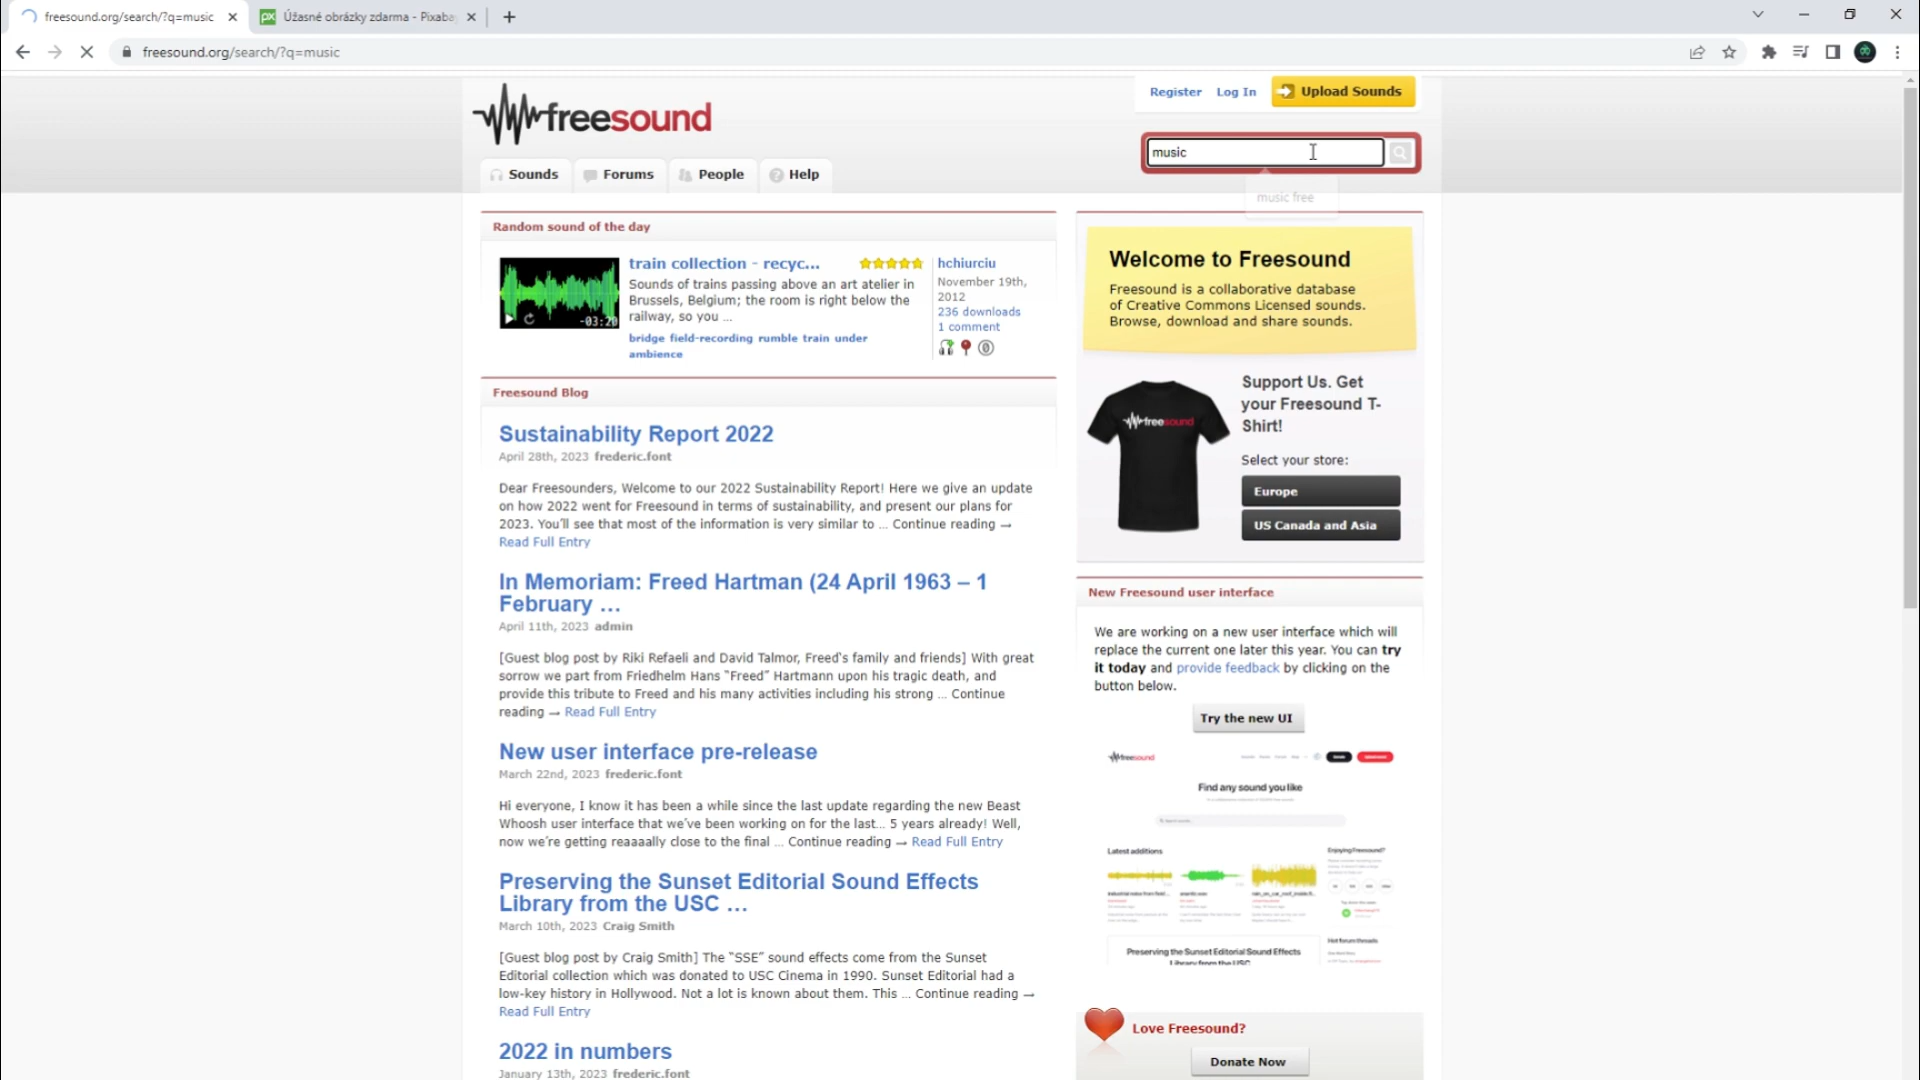 freesound.org/search/?q=music
Úžasné obrázky zdarma - Pixabay
freesound.org/search/?q=music
freesound
Register Log In Upload Sounds
music
music free
Sounds Forums People Help
Random sound of the day
train collection - recyc...
Sounds of trains passing above an art atelier in
Brussels, Belgium; the room is right below the
railway, so you ...
bridge field-recording rumble train under
ambience
-03:20
hchiurciu
November 19th,
2012
236 downloads
1 comment
Freesound Blog
Sustainability Report 2022
April 28th, 2023 frederic.font
Dear Freesounders, Welcome to our 2022 Sustainability Report! Here we give an update
on how 2022 went for Freesound in terms of sustainability, and present our plans for
2023. You'll see that most of the information is very similar to ... Continue reading →
Read Full Entry
In Memoriam: Freed Hartman (24 April 1963 – 1
February ...
April 11th, 2023 admin
[Guest blog post by Riki Refaeli and David Talmor, Freed's family and friends] With great
sorrow we part from Friedhelm Hans "Freed" Hartmann upon his tragic death, and
provide this tribute to Freed and his many activities including his strong ... Continue
reading → Read Full Entry
New user interface pre-release
March 22nd, 2023 frederic.font
Hi everyone, I know it has been a while since the last update regarding the new Beast
Whoosh user interface that we've been working on for the last... 5 years already! Well,
now we're getting reaaaally close to the final ... Continue reading → Read Full Entry
Preserving the Sunset Editorial Sound Effects
Library from the USC ...
March 10th, 2023 Craig Smith
[Guest blog post by Craig Smith] The "SSE" sound effects come from the Sunset
Editorial collection which was donated to USC Cinema in 1990. Sunset Editorial had a
low-key history in Hollywood. Not a lot is known about them. This ... Continue reading →
Read Full Entry
2022 in numbers
January 13th, 2023 frederic.font
Welcome to Freesound
Freesound is a collaborative database
of Creative Commons Licensed sounds.
Browse, download and share sounds.
freesound
Support Us. Get
your Freesound T-
Shirt!
Select your store:
Europe
US Canada and Asia
New Freesound user interface
We are working on a new user interface which will
replace the current one later this year. You can try
it today and provide feedback by clicking on the
button below.
Try the new UI
freesound
Find any sound you like
Latest additions
Enjoying Freesound?
Hot forum threads
Preserving the Sunset Editorial Sound Effects
Library from the USC
Love Freesound?
Donate Now